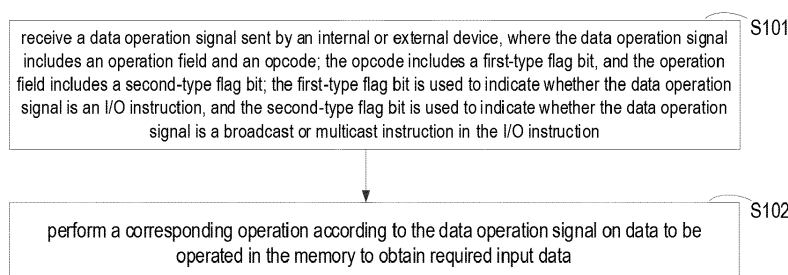 S101
receive a data operation signal sent by an internal or external device, where the data operation signal
includes an operation field and an opcode; the opcode includes a first-type flag bit, and the operation
field includes a second-type flag bit; the first-type flag bit is used to indicate whether the data operation
signal is an I/O instruction, and the second-type flag bit is used to indicate whether the data operation
signal is a broadcast or multicast instruction in the I/O instruction
S102
perform a corresponding operation according to the data operation signal on data to be
operated in the memory to obtain required input data